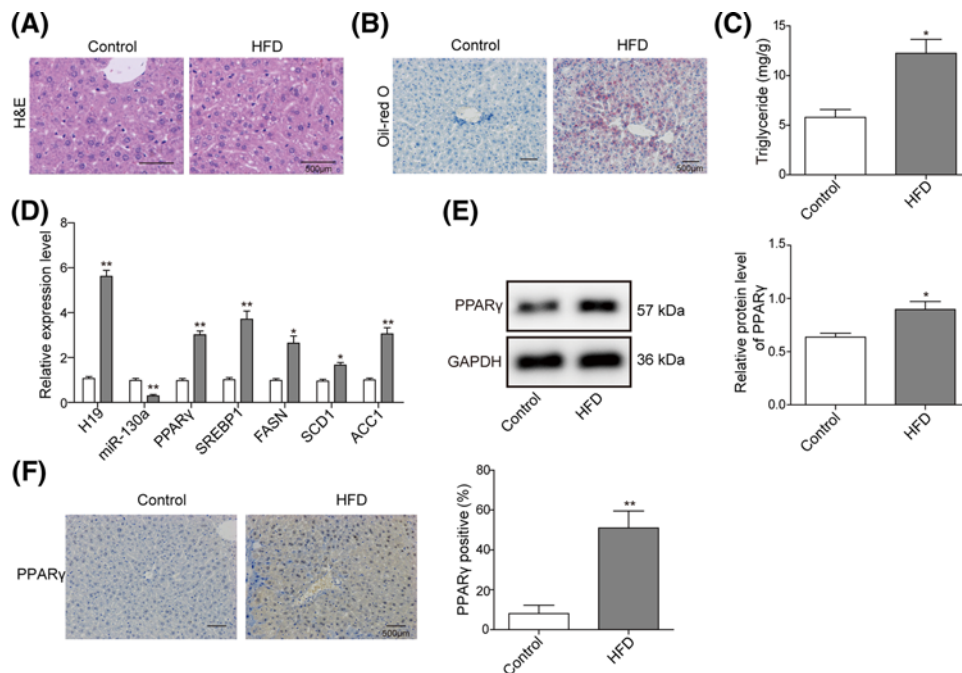 (A)
Control
HFD
H&E
500μm
(B)
Control
HFD
Oil-red O
500μm
(C)
Triglyceride (mg/g)
15
10
5
0
*
Control
HFD
(D)
Relative expression level
8
6
4
2
0
**
**
**
**
*
*
**
H19
miR-130a
PPARγ
SREBP1
FASN
SCD1
ACC1
(E)
PPARγ
57 kDa
GAPDH
36 kDa
Control
HFD
Relative protein level
of PPARγ
1.5
1.0
0.5
0.0
*
Control
HFD
(F)
Control
HFD
PPARγ
500μm
PPARγ positive (%)
80
60
40
20
0
**
Control
HFD